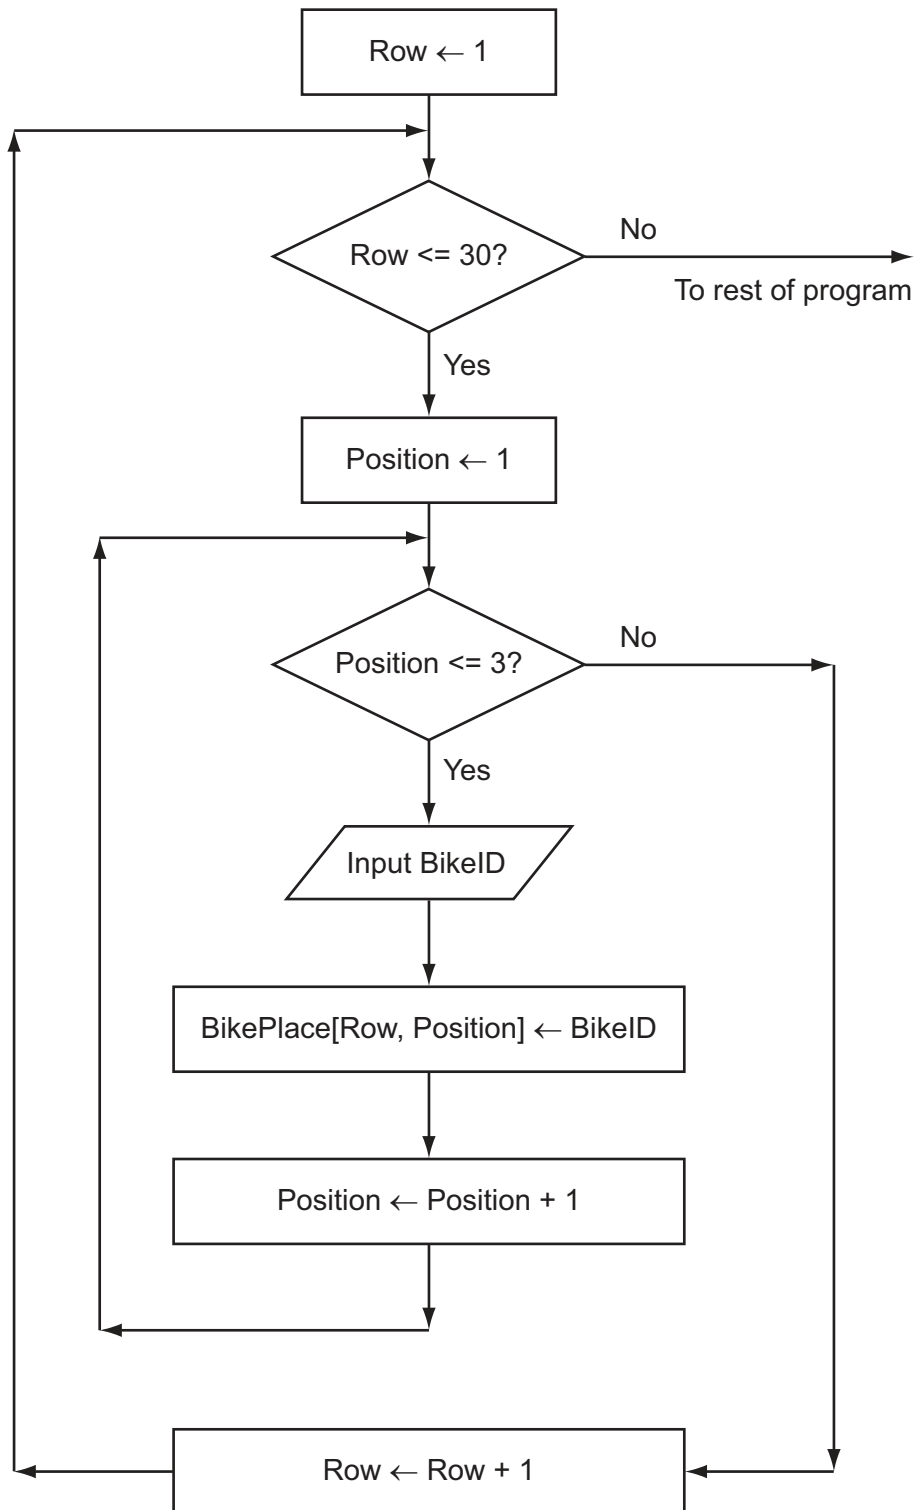 Row ← 1
Row <= 30?
No
To rest of program
Yes
Position ← 1
Position <= 3?
No
Yes
Input BikeID
BikePlace[Row, Position] ← BikeID
Position ← Position + 1
Row ← Row + 1